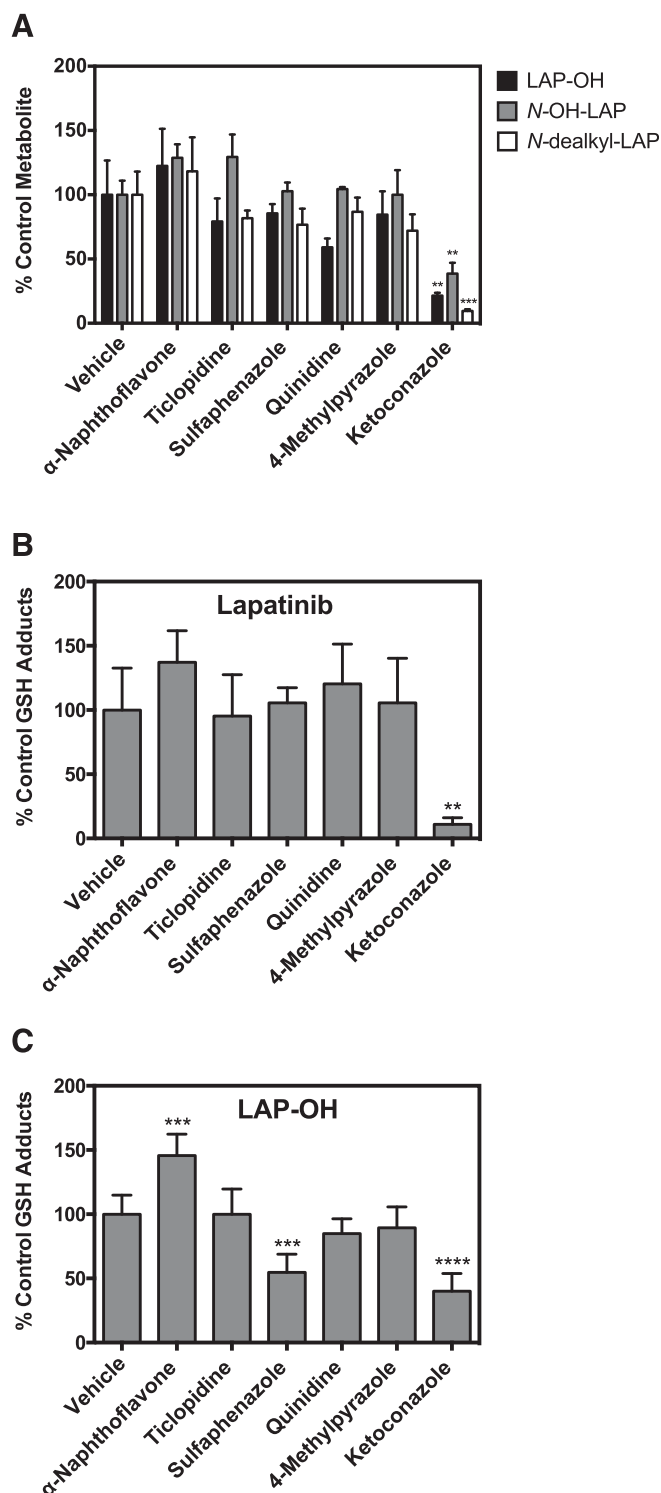 A
% Control Metabolite
200
150
100
50
0
LAP-OH
N-OH-LAP
N-dealkyl-LAP
**
**
***
Vehicle
α-Naphthoflavone
Ticlopidine
Sulfaphenazole
Quinidine
4-Methylpyrazole
Ketoconazole
B
% Control GSH Adducts
200
150
100
50
0
Lapatinib
**
Vehicle
α-Naphthoflavone
Ticlopidine
Sulfaphenazole
Quinidine
4-Methylpyrazole
Ketoconazole
C
% Control GSH Adducts
200
150
100
50
0
LAP-OH
***
***
****
Vehicle
α-Naphthoflavone
Ticlopidine
Sulfaphenazole
Quinidine
4-Methylpyrazole
Ketoconazole